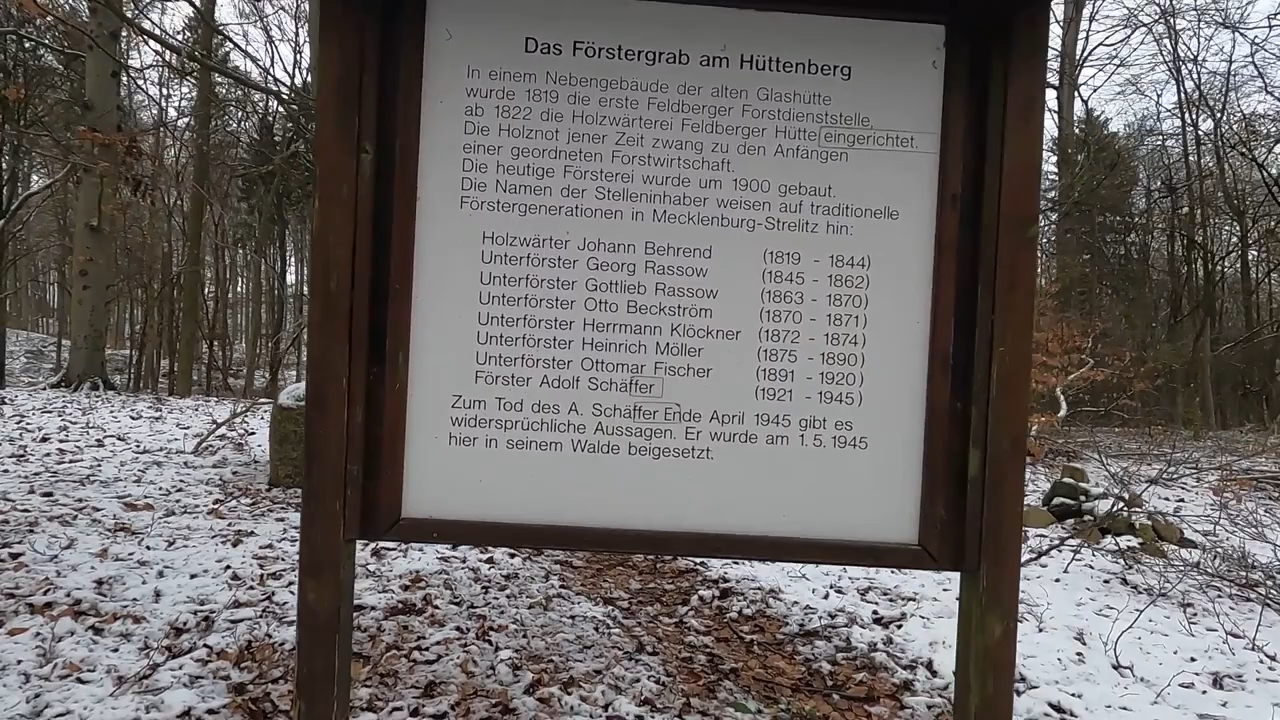 Das Förstergrab am Hüttenberg
In einem Nebengebäude der alten Glashütte
wurde 1819 die erste Feldberger Forstdienststelle,
ab 1822 die Holzwärterei Feldberger Hütte eingerichtet.
Die Holznot jener Zeit zwang zu den Anfängen
einer geordneten Forstwirtschaft.
Die heutige Försterei wurde um 1900 gebaut.
Die Namen der Stelleninhaber weisen auf traditionelle
Förstergenerationen in Mecklenburg-Strelitz hin:
Holzwärter Johann Behrend (1819 - 1844)
Unterförster Georg Rassow (1845 - 1862)
Unterförster Gottlieb Rassow (1863 - 1870)
Unterförster Otto Beckström (1870 - 1871)
Unterförster Herrmann Klöckner (1872 - 1874)
Unterförster Heinrich Möller (1875 - 1890)
Unterförster Ottomar Fischer (1891 - 1920)
Förster Adolf Schäffer (1921 - 1945)
Zum Tod des A. Schäffer Ende April 1945 gibt es
widersprüchliche Aussagen. Er wurde am 1. 5. 1945
hier in seinem Walde beigesetzt.